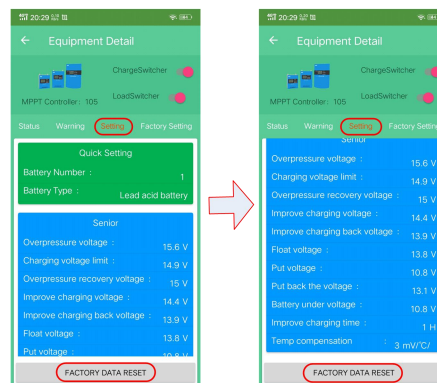 20:29
Equipment Detail
ChargeSwitcher
LoadSwitcher
MPPT Controller: 105
Status Warning Setting Factory Setting
Quick Setting
Battery Number : 1
Battery Type : Lead acid battery
Senior
Overpressure voltage : 15.6 V
Charging voltage limit : 14.9 V
Overpressure recovery voltage : 15 V
Improve charging voltage : 14.4 V
Improve charging back voltage : 13.9 V
Float voltage : 13.8 V
Put voltage : 10.8 V
FACTORY DATA RESET
20:29
Equipment Detail
ChargeSwitcher
LoadSwitcher
MPPT Controller: 105
Status Warning Setting Factory Setting
Senior
Overpressure voltage : 15.6 V
Charging voltage limit : 14.9 V
Overpressure recovery voltage : 15 V
Improve charging voltage : 14.4 V
Improve charging back voltage : 13.9 V
Float voltage : 13.8 V
Put voltage : 10.8 V
Put back the voltage : 13.1 V
Battery under voltage : 10.8 V
Improve charging time : 1 H
Temp compensation : 3 mV/℃/
FACTORY DATA RESET